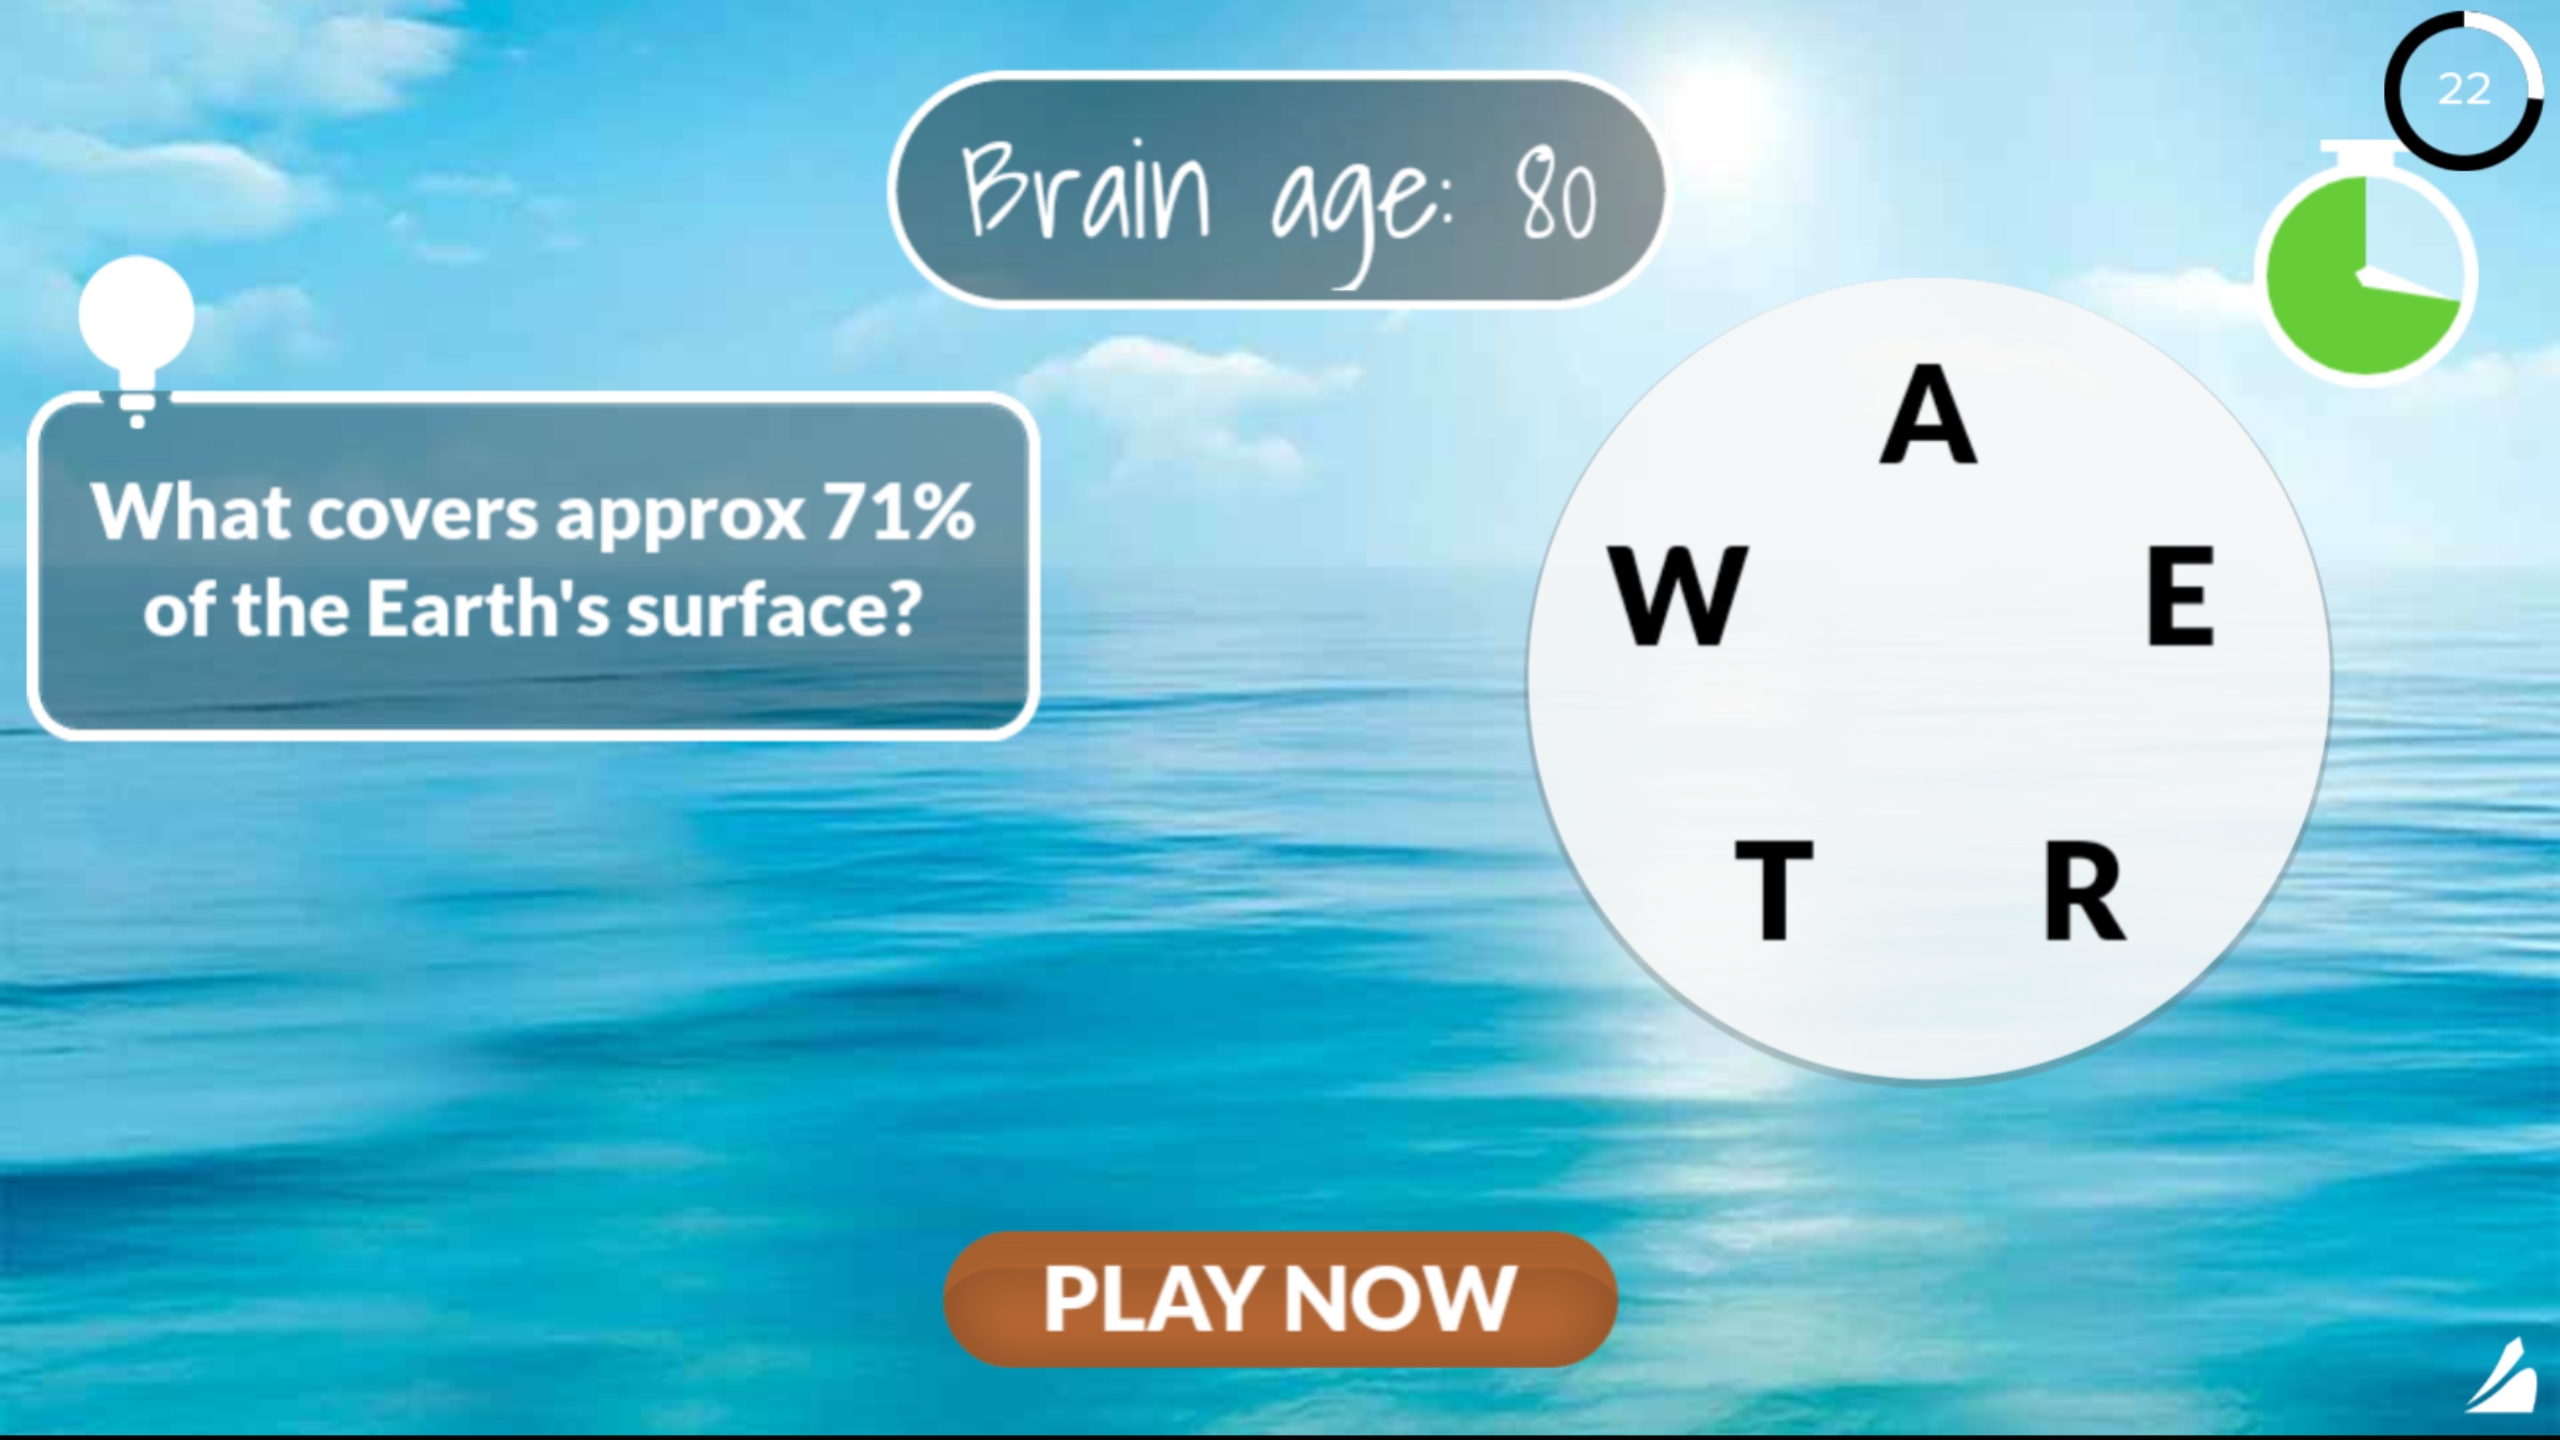 22
Brain age: 80
What covers approx 71%
of the Earth's surface?
A
W
E
T
R
PLAY NOW